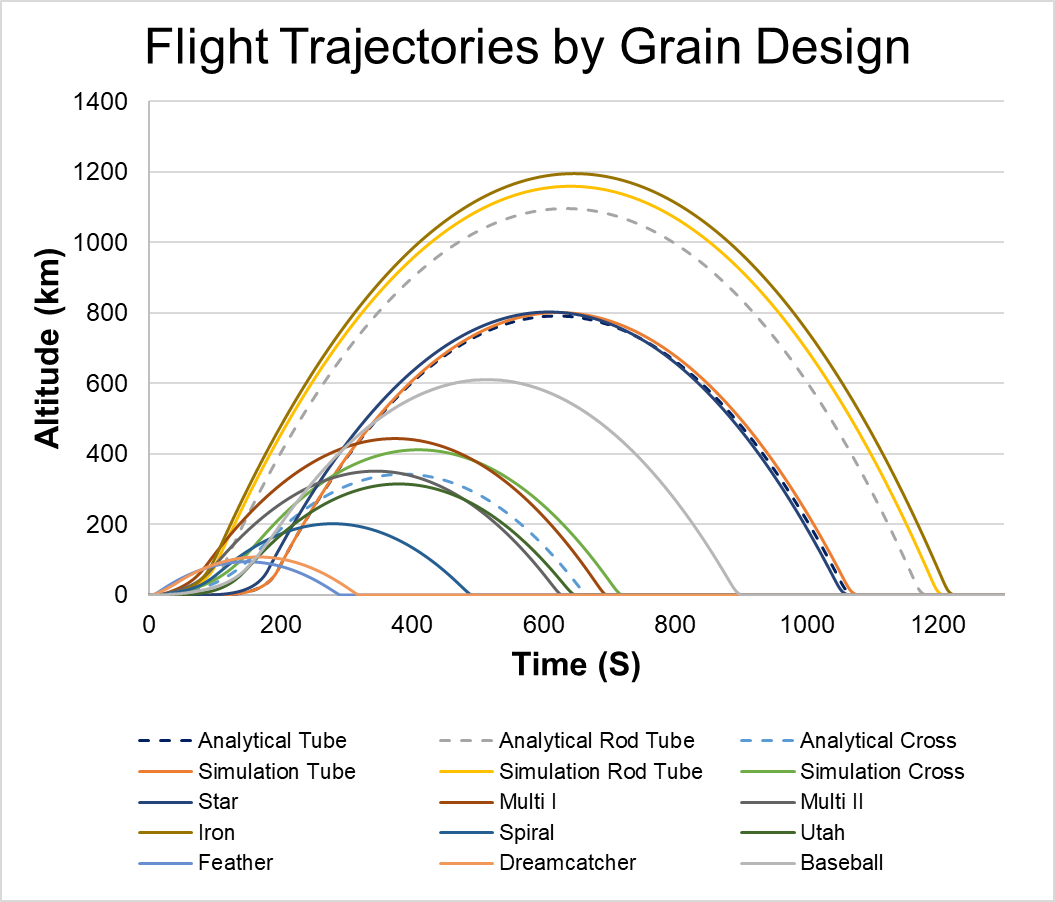 Flight Trajectories by Grain Design
1400
1200
1000
800
600
400
200
0
Altitude (km)
0 200 400 600 800 1000 1200
Time (S)
Analytical Tube Analytical Rod Tube Analytical Cross
Simulation Tube Simulation Rod Tube Simulation Cross
Star Multi I Multi II
Iron Spiral Utah
Feather Dreamcatcher Baseball